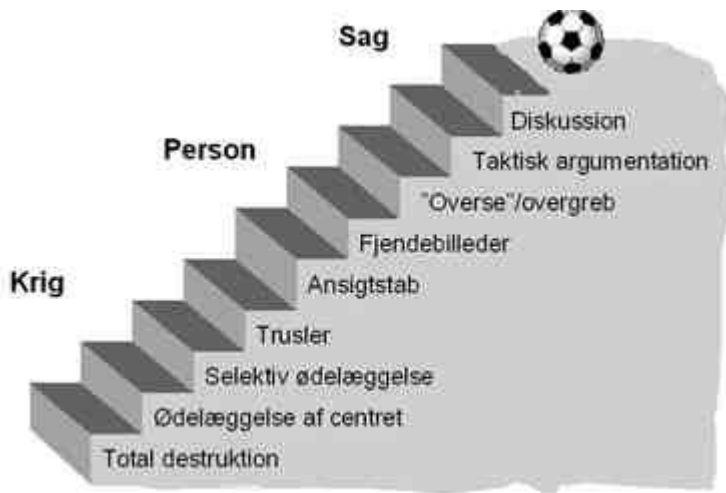 Sag
Diskussion
Person
Taktisk argumentation
"Overse"/overgreb
Fjendebilleder
Krig
Ansigtstab
Trusler
Selektiv ødelæggelse
Ødelæggelse af centret
Total destruktion